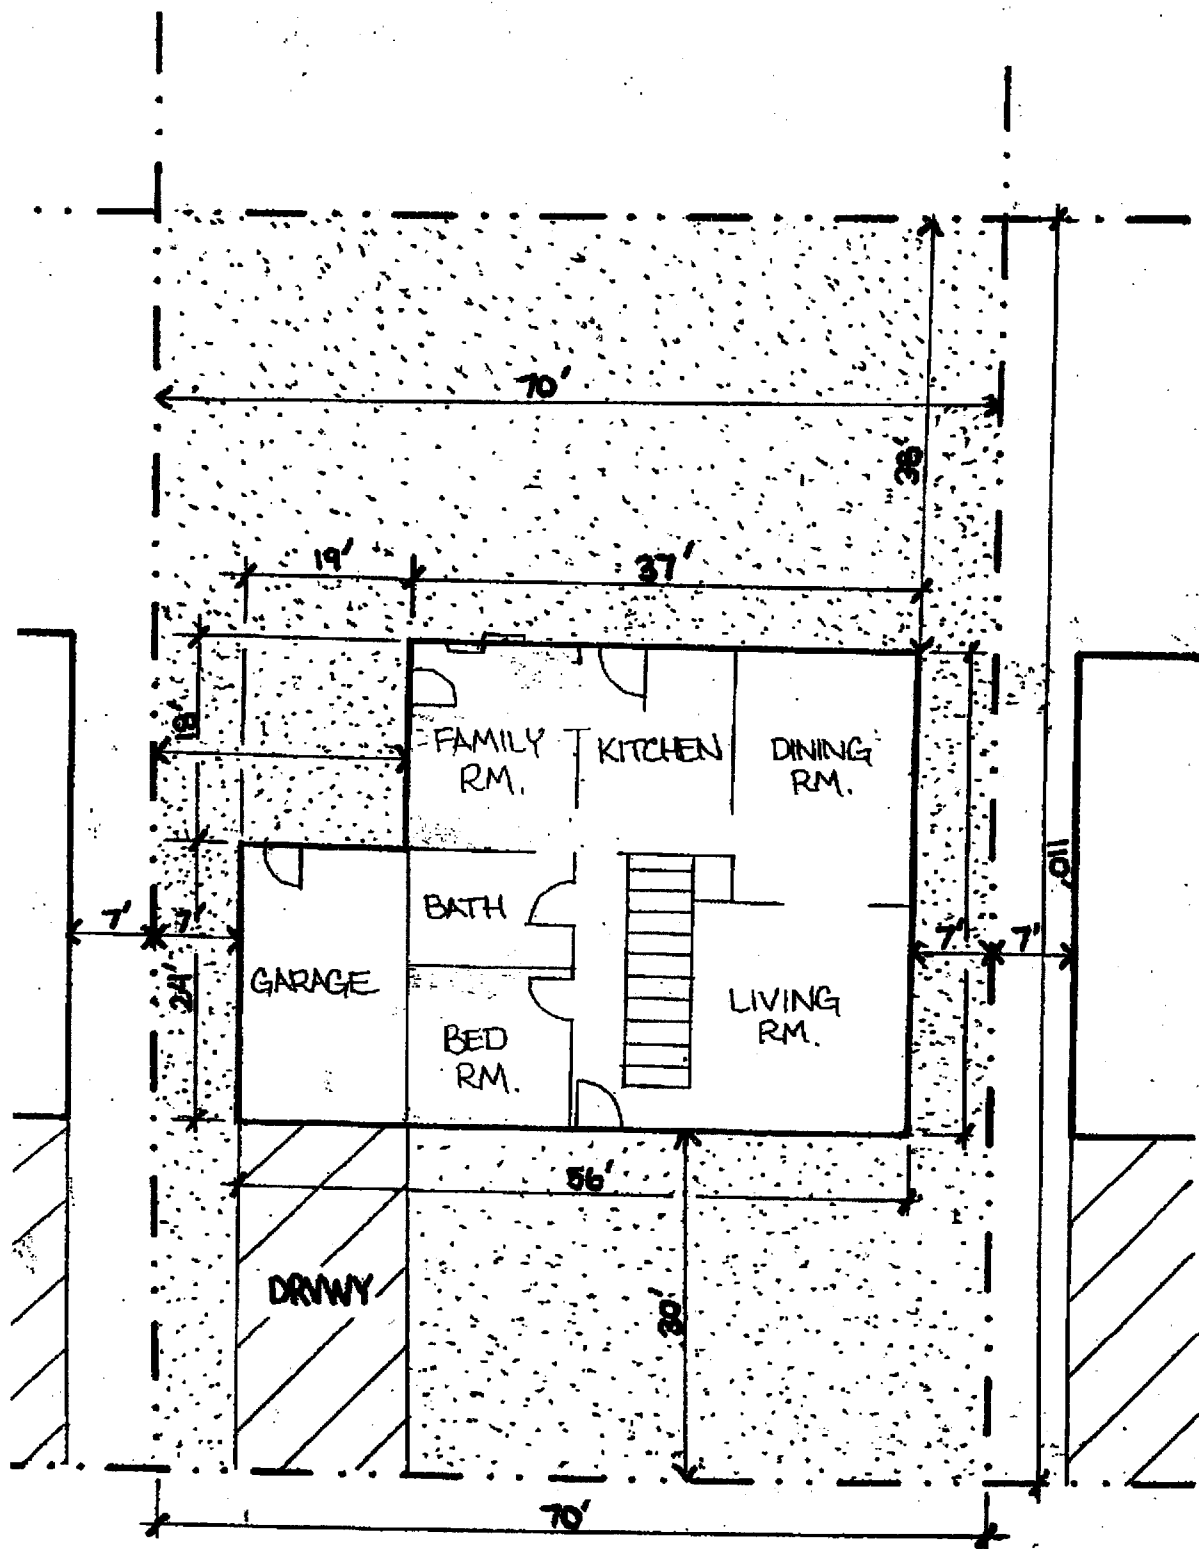 70'
38'
19'
37'
18'
FAMILY
RM.
KITCHEN
DINING
RM.
110'
BATH
7'
7'
7'
7'
24'
GARAGE
LIVING
RM.
BED
RM.
56'
DRVWY
30'
70'